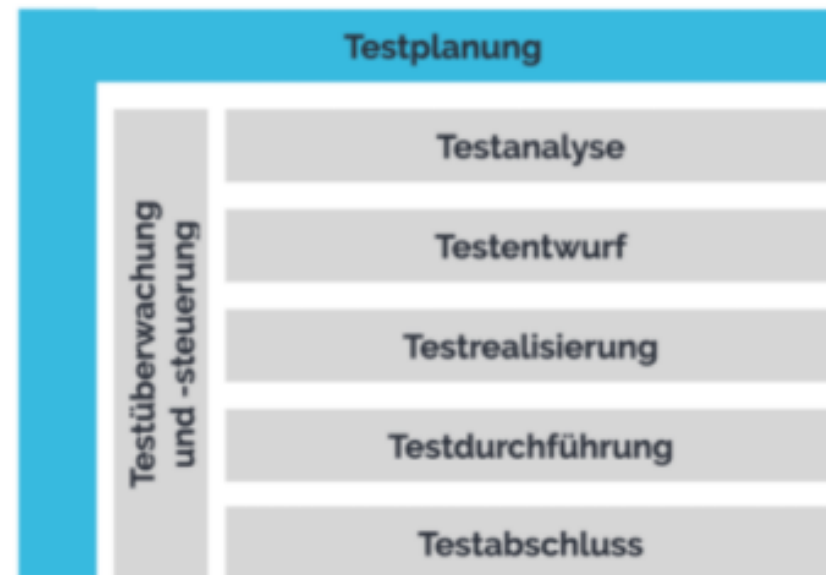 Testplanung
Testüberwachung
und -steuerung
Testanalyse
Testentwurf
Testrealisierung
Testdurchführung
Testabschluss